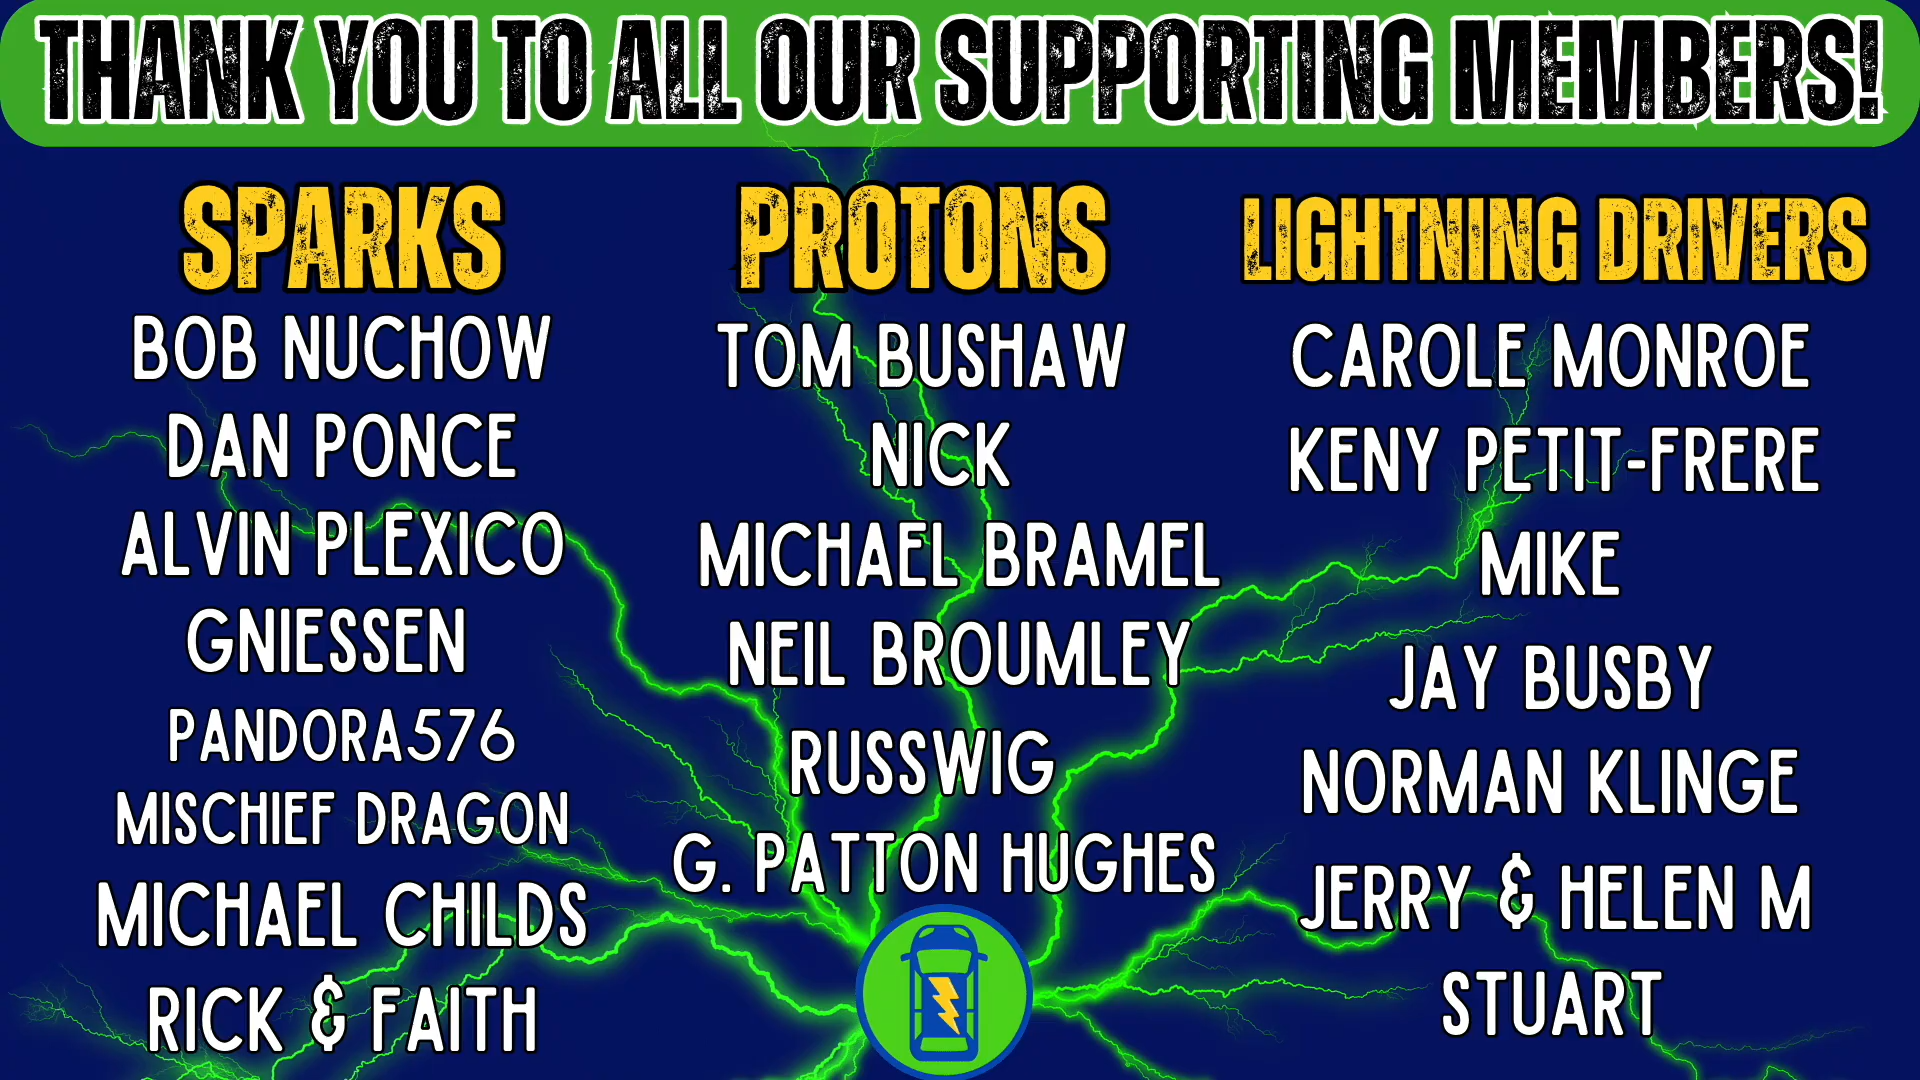 THANK YOU TO ALL OUR SUPPORTING MEMBERS!
SPARKS
BOB NUCHOW
DAN PONCE
ALVIN PLEXICO
GNIESSEN
PANDORA576
MISCHIEF DRAGON
MICHAEL CHILDS
RICK & FAITH
PROTONS
TOM BUSHAW
NICK
MICHAEL BRAMEL
NEIL BROUMLEY
RUSSWIG
G. PATTON HUGHES
LIGHTNING DRIVERS
CAROLE MONROE
KENY PETIT-FRERE
MIKE
JAY BUSBY
NORMAN KLINGE
JERRY & HELEN M
STUART